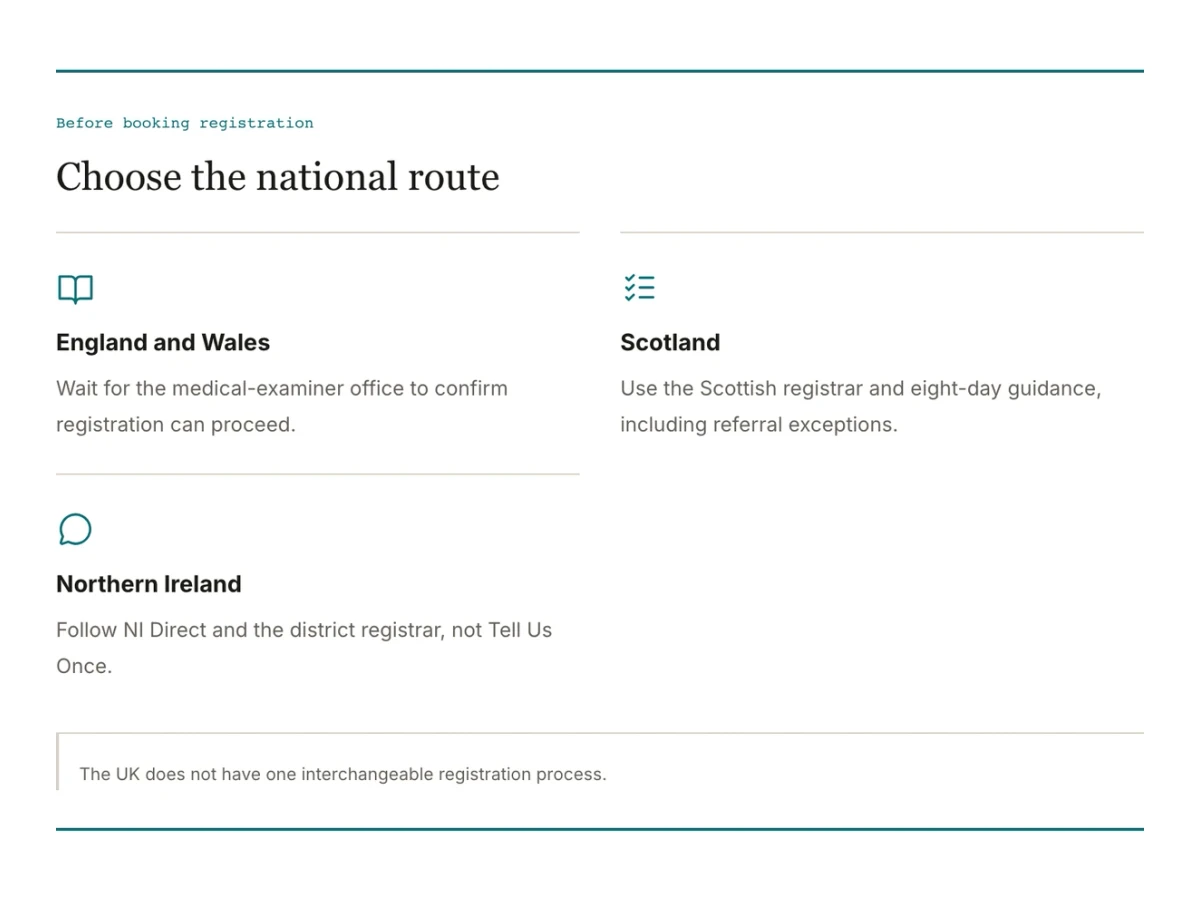 Before booking registration
Choose the national route
England and Wales
Wait for the medical-examiner office to confirm
registration can proceed.
Scotland
Use the Scottish registrar and eight-day guidance,
including referral exceptions.
Northern Ireland
Follow NI Direct and the district registrar, not Tell Us
Once.
The UK does not have one interchangeable registration process.